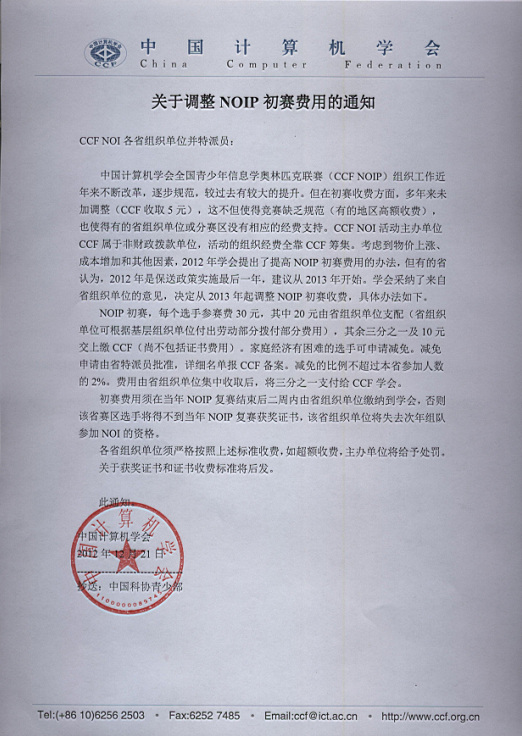 中国计算机学会
CCF
中国计算机学会
China Computer Federation
关于调整 NOIP 初赛费用的通知
CCF NOI 各省组织单位并特派员：
中国计算机学会全国青少年信息学奥林匹克联赛（CCF NOIP）组织工作近
年来不断改革，逐步规范，较过去有较大的提升。但在初赛收费方面，多年来未
加调整（CCF 收取 5 元），这不但使得竞赛缺乏规范（有的地区高额收费），
也使得有的省组织单位或分赛区没有相应的经费支持。CCF NOI 活动主办单位
CCF 属于非财政拨款单位，活动的组织经费全靠 CCF 筹集。考虑到物价上涨、
成本增加和其他因素，2012 年学会提出了提高 NOIP 初赛费用的办法，但有的省
认为，2012 年是保送政策实施最后一年，建议从 2013 年开始。学会采纳了来自
省组织单位的意见，决定从 2013 年起调整 NOIP 初赛收费，具体办法如下。
NOIP 初赛，每个选手参赛费 30 元，其中 20 元由省组织单位支配（省组织
单位可根据基层组织单位付出劳动部分拨付部分费用），其余三分之一及 10 元
交上缴 CCF（尚不包括证书费用）。家庭经济有困难的选手可申请减免。减免
申请由省特派员批准，详细名单报 CCF 备案。减免的比例不超过本省参加人数
的 2%。费用由省组织单位集中收取后，将三分之一支付给 CCF 学会。
初赛费用须在当年 NOIP 复赛结束后二周内由省组织单位缴纳到学会，否则
该省赛区选手将得不到当年 NOIP 复赛获奖证书，该省组织单位将失去次年组队
参加 NOI 的资格。
各省组织单位须严格按照上述标准收费，如超额收费，主办单位将给予处罚。
关于获奖证书和证书收费标准将后发。
此通知。
中国计算机学会
2012 年 12 月 21 日
抄送：中国科协青少部
中国计算机学会
Tel:(+86 10)6256 2503 • Fax:6252 7485 • Email:ccf@ict.ac.cn • http://www.ccf.org.cn